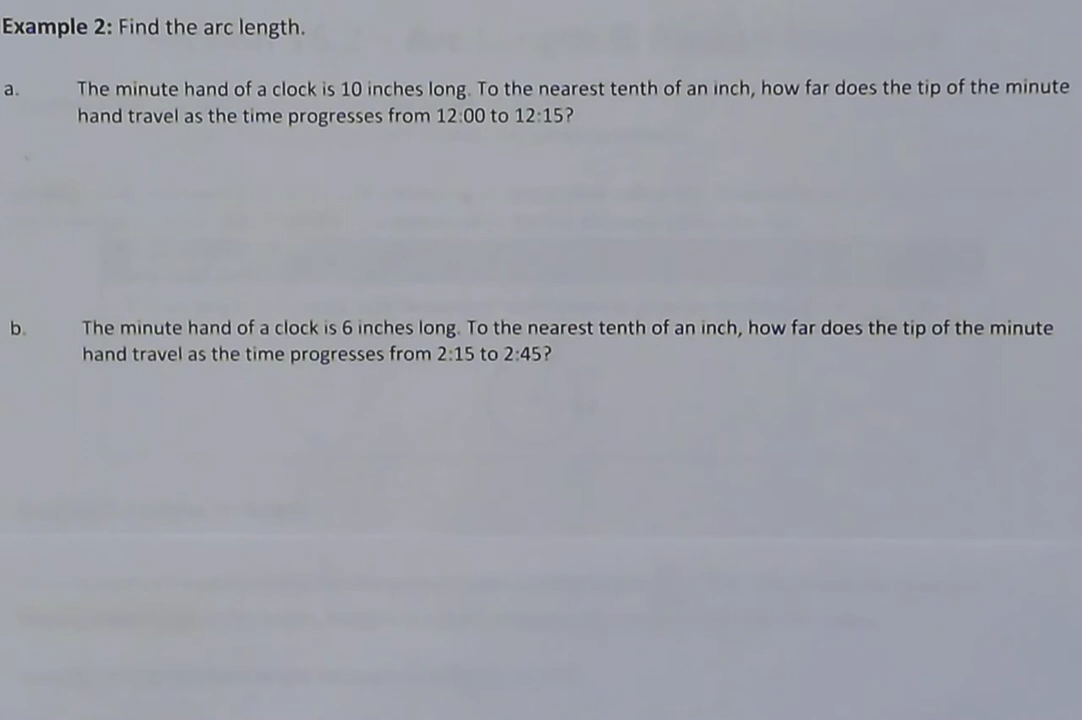 Example 2: Find the arc length.
a. The minute hand of a clock is 10 inches long. To the nearest tenth of an inch, how far does the tip of the minute
hand travel as the time progresses from 12:00 to 12:15?
b. The minute hand of a clock is 6 inches long. To the nearest tenth of an inch, how far does the tip of the minute
hand travel as the time progresses from 2:15 to 2:45?